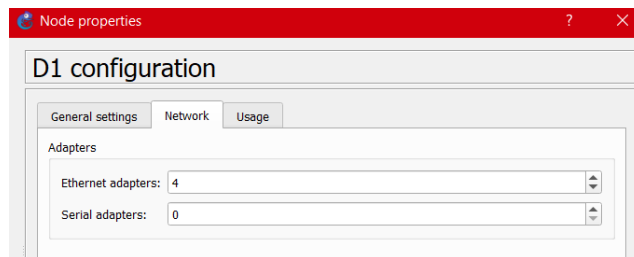 Node properties ? ×
D1 configuration
General settings Network Usage
Adapters
Ethernet adapters: 4
Serial adapters: 0